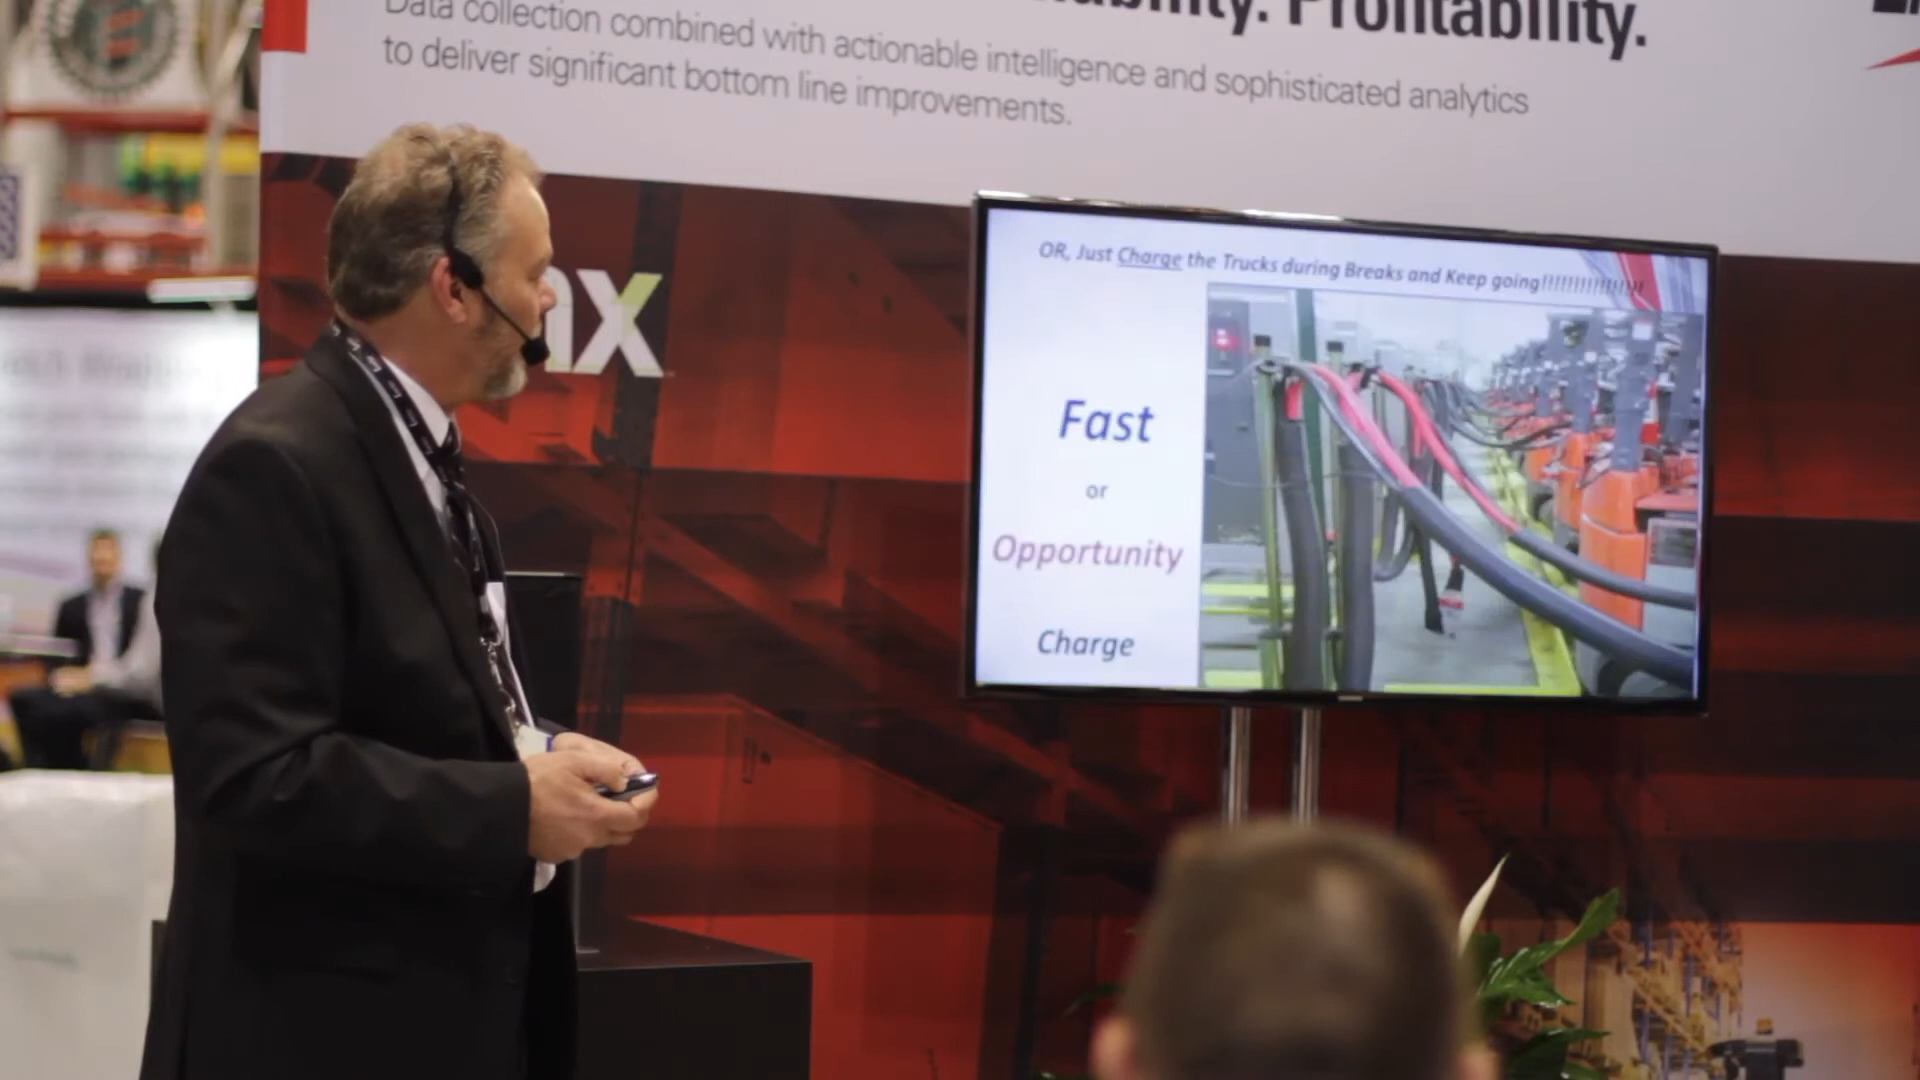 Profitability.
Data collection combined with actionable intelligence and sophisticated analytics
to deliver significant bottom line improvements.
OR, Just Charge the Trucks during Breaks and Keep going!!!!!!!!!!!!!!!!!
Fast
or
Opportunity
Charge